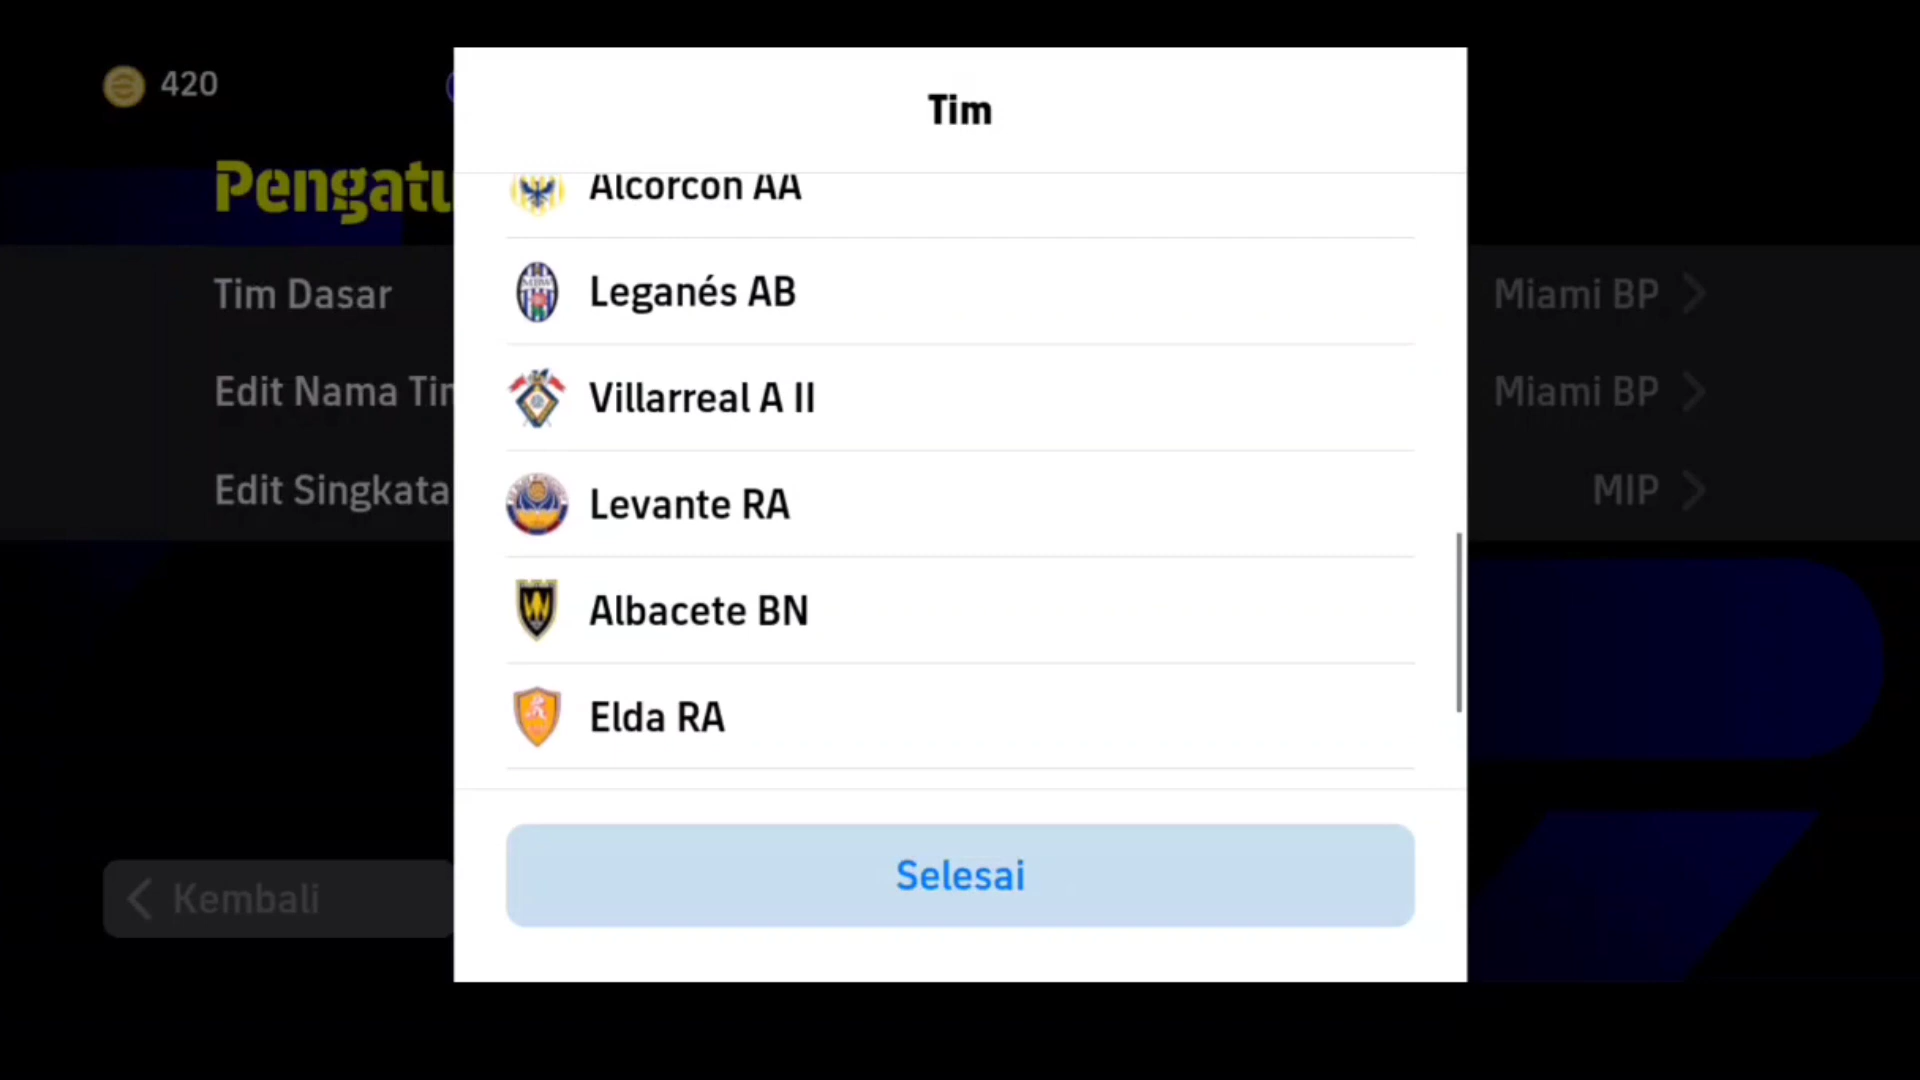 420
Tim
Pengatu
Alcorcon AA
Leganés AB
Tim Dasar
Miami BP
Edit Nama Tim
Miami BP
Villarreal A II
Edit Singkata
MIP
Levante RA
Albacete BN
Elda RA
Selesai
Kembali